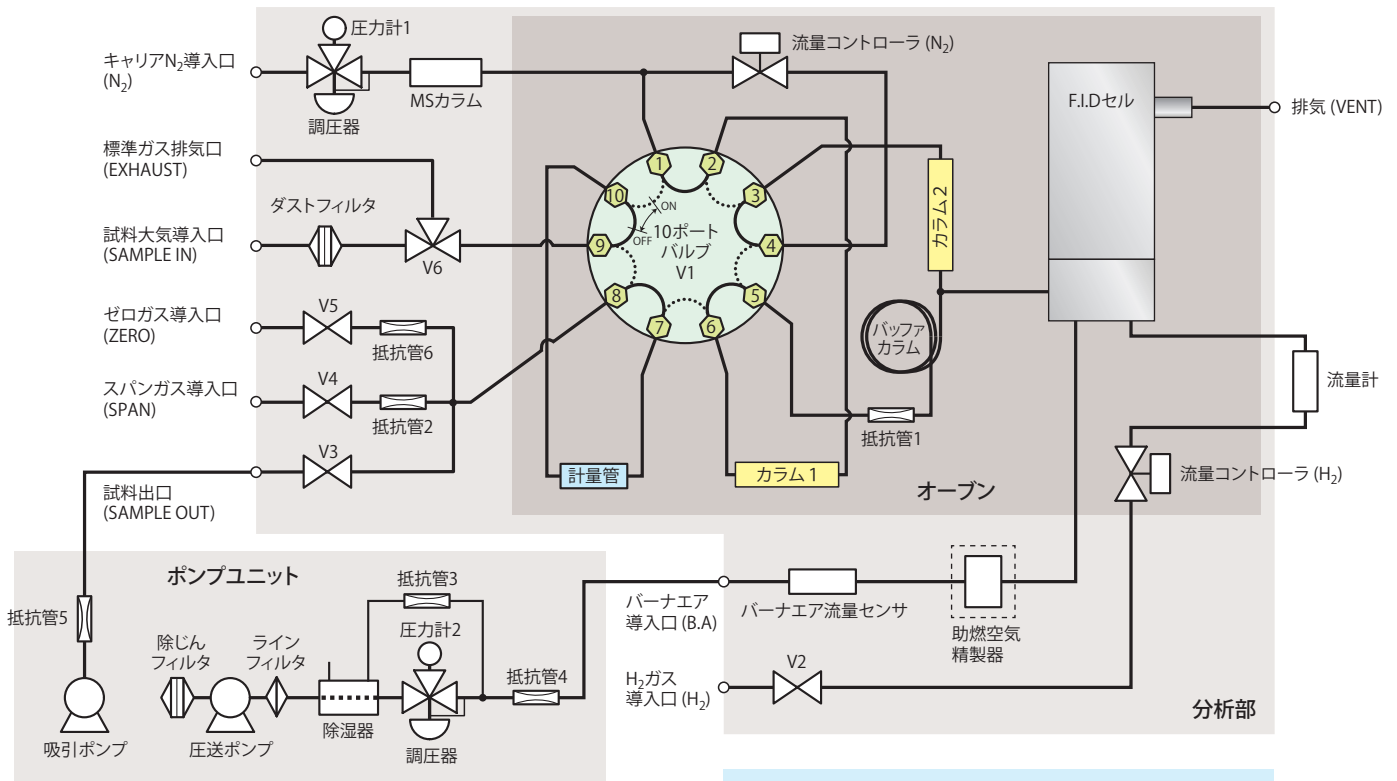 圧力計1
キャリアN₂導入口
(N₂)
調圧器
MSカラム
流量コントローラ (N₂)
F.I.Dセル
排気 (VENT)
標準ガス排気口
(EXHAUST)
ダストフィルタ
試料大気導入口
(SAMPLE IN)
V6
1
2
3
4
5
6
7
8
9
10
ON
OFF
10ポート
バルブ
V1
カラム2
ゼロガス導入口
(ZERO)
V5
抵抗管6
バッファ
カラム
スパンガス導入口
(SPAN)
V4
抵抗管2
抵抗管1
流量計
V3
試料出口
(SAMPLE OUT)
計量管
カラム1
オーブン
流量コントローラ (H₂)
ポンプユニット
抵抗管5
除じん
フィルタ
ライン
フィルタ
抵抗管3
圧力計2
抵抗管4
吸引ポンプ
圧送ポンプ
除湿器
調圧器
バーナエア
導入口 (B.A)
バーナエア流量センサ
助燃空気
精製器
H₂ガス
導入口 (H₂)
V2
分析部